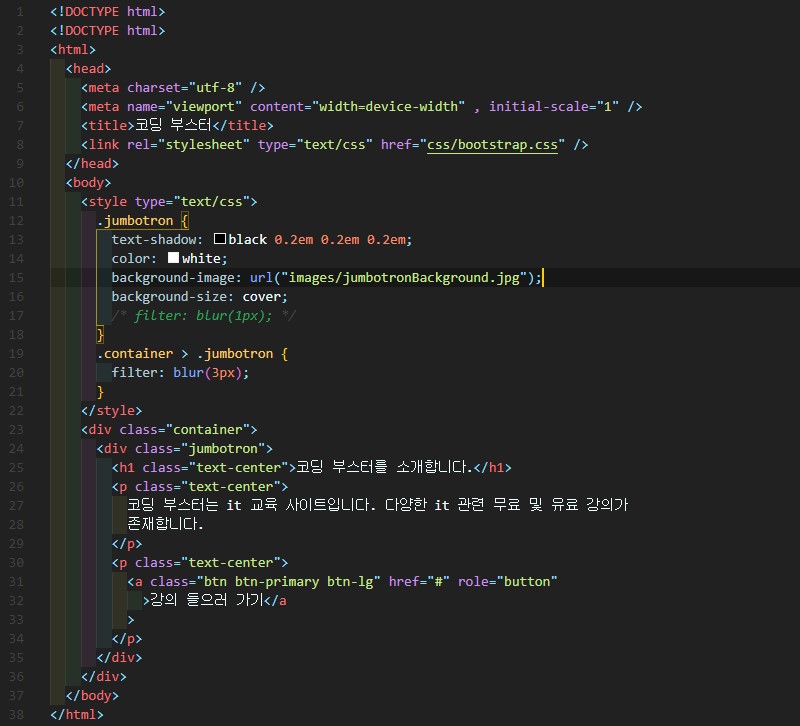 1 <!DOCTYPE html>
2 <!DOCTYPE html>
3 <html>
4 <head>
5 <meta charset="utf-8" />
6 <meta name="viewport" content="width=device-width" , initial-scale="1" />
7 <title>코딩 부스터</title>
8 <link rel="stylesheet" type="text/css" href="css/bootstrap.css" />
9 </head>
10 <body>
11 <style type="text/css">
12 .jumbotron {
13 text-shadow: black 0.2em 0.2em 0.2em;
14 color: white;
15 background-image: url("images/jumbotronBackground.jpg");
16 background-size: cover;
17 /* filter: blur(1px); */
18 }
19 .container > .jumbotron {
20 filter: blur(3px);
21 }
22 </style>
23 <div class="container">
24 <div class="jumbotron">
25 <h1 class="text-center">코딩 부스터를 소개합니다.</h1>
26 <p class="text-center">
27 코딩 부스터는 it 교육 사이트입니다. 다양한 it 관련 무료 및 유료 강의가
28 존재합니다.
29 </p>
30 <p class="text-center">
31 <a class="btn btn-primary btn-lg" href="#" role="button"
32 >강의 들으러 가기</a
33 >
34 </p>
35 </div>
36 </div>
37 </body>
38 </html>